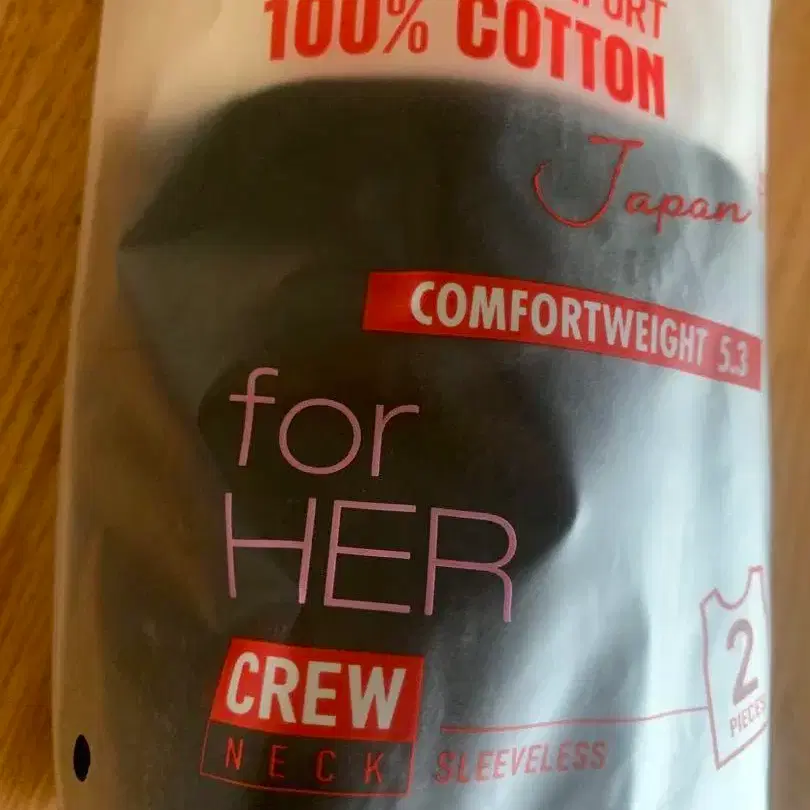 100% COTTON
Japan
COMFORTWEIGHT 5.3
for
HER
CREW
NECK
SLEEVELESS
2
PIECES